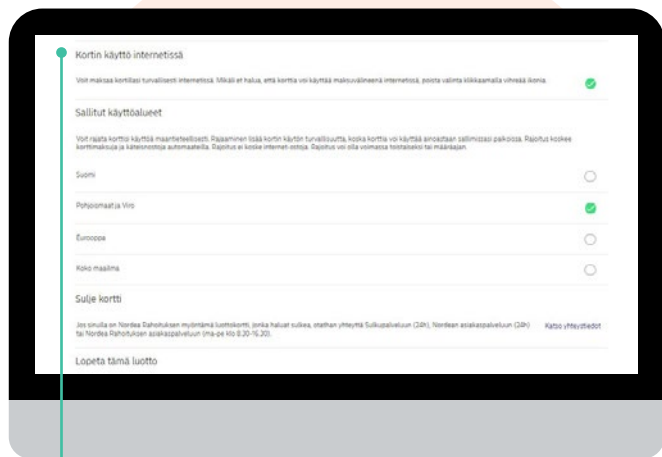 Kortin käyttö internetissä
Voit maksaa kortillasi turvallisesti internetissä. Mikäli et halua, että korttia voi käyttää maksuvälineenä internetissä, poista valinta klikkaamalla vihreää ikonia.
Sallitut käyttöalueet
Voit rajata korttisi käyttöä maantieteellisesti. Rajaaminen lisää kortin käytön turvallisuutta, koska korttia voi käyttää ainoastaan sallimissasi paikoissa. Rajoitus koskee
korttimaksuja ja käteisnostoja automaateilla. Rajoitus ei koske internet-ostoja. Rajoitus voi olla voimassa toistaiseksi tai määräajan.
Suomi
Pohjoismaat ja Viro
Eurooppa
Koko maailma
Sulje kortti
Jos sinulla on Nordea Rahoituksen myöntämä luottokortti, jonka haluat sulkea, otathan yhteyttä Sulkupalveluun (24h), Nordean asiakaspalveluun (24h) Katso yhteystiedot
tai Nordea Rahoituksen asiakaspalveluun (ma-pe klo 8.20-16.20).
Lopeta tämä luotto